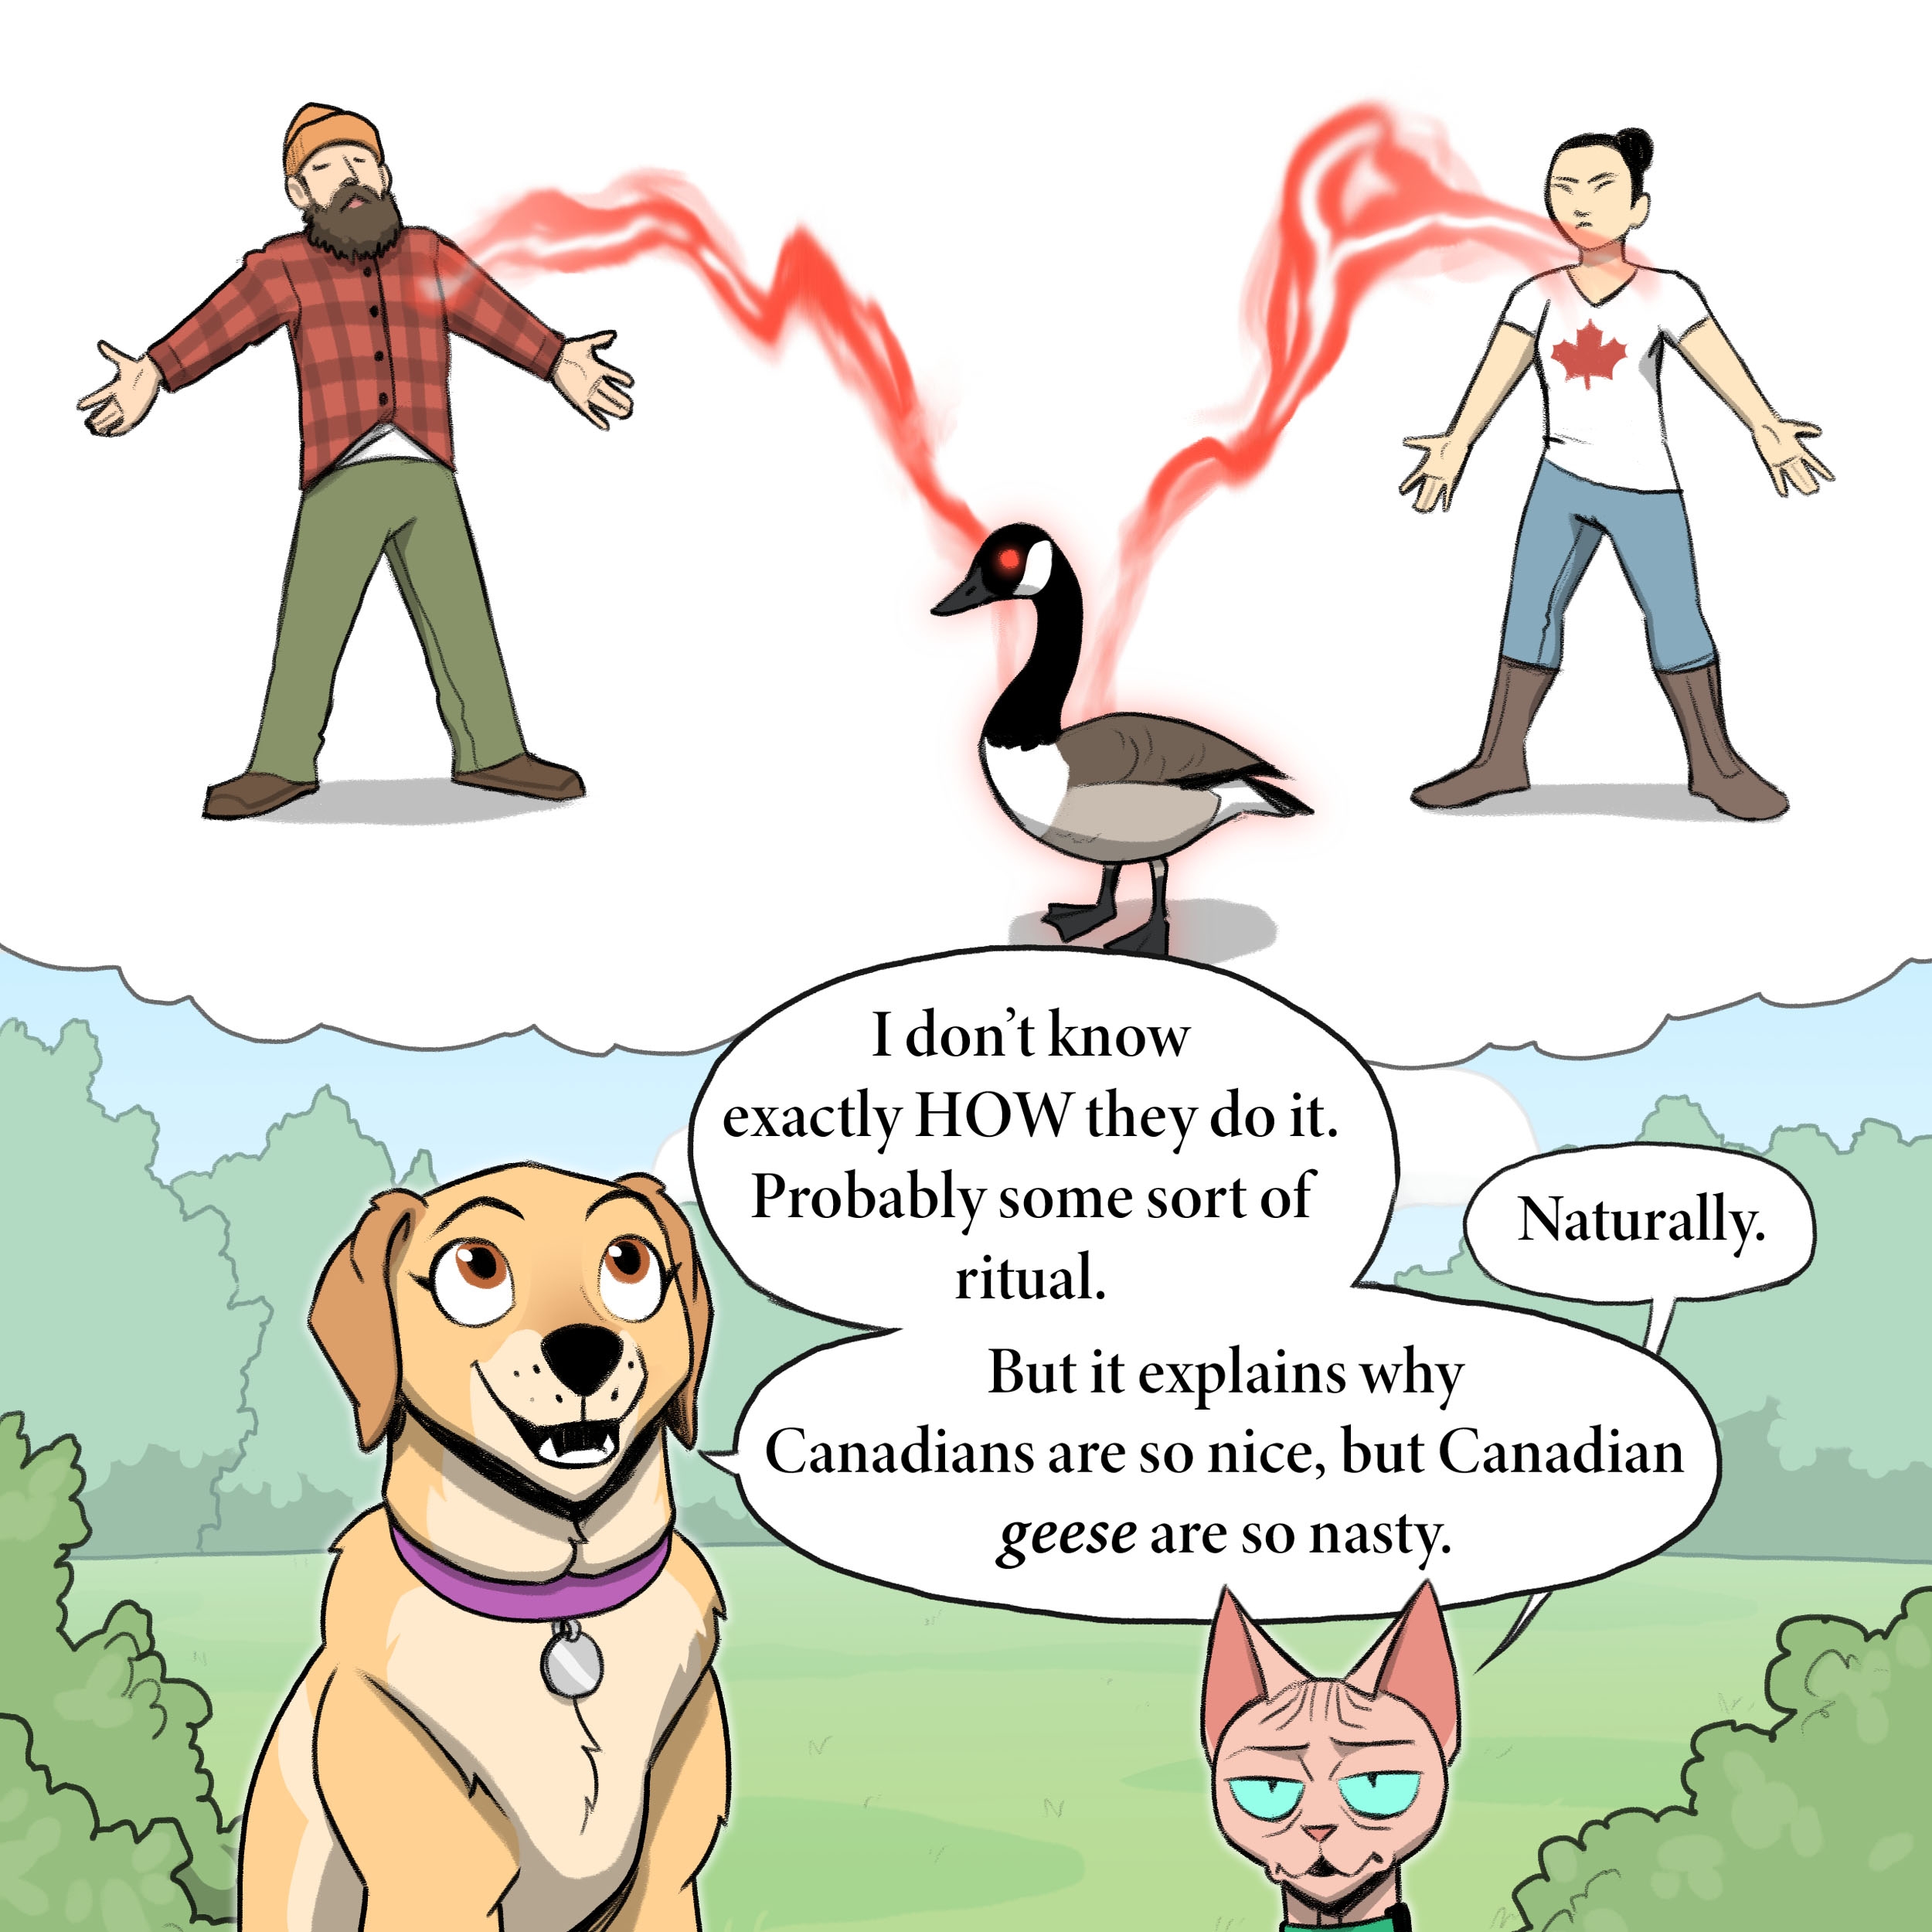 I don’t know
exactly HOW they do it.
Probably some sort of
ritual.
Naturally.
But it explains why
Canadians are so nice, but Canadian
geese are so nasty.